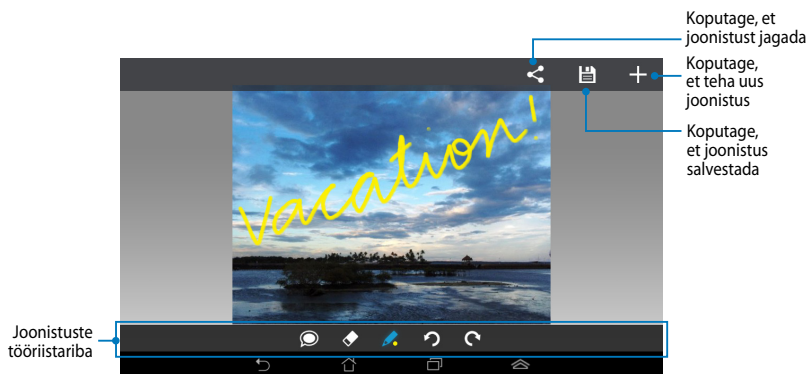 Koputage, et
joonistust jagada
Koputage,
et teha uus
joonistus
Koputage,
et joonistus
salvestada
vacation!
Joonistuste
tööriistariba